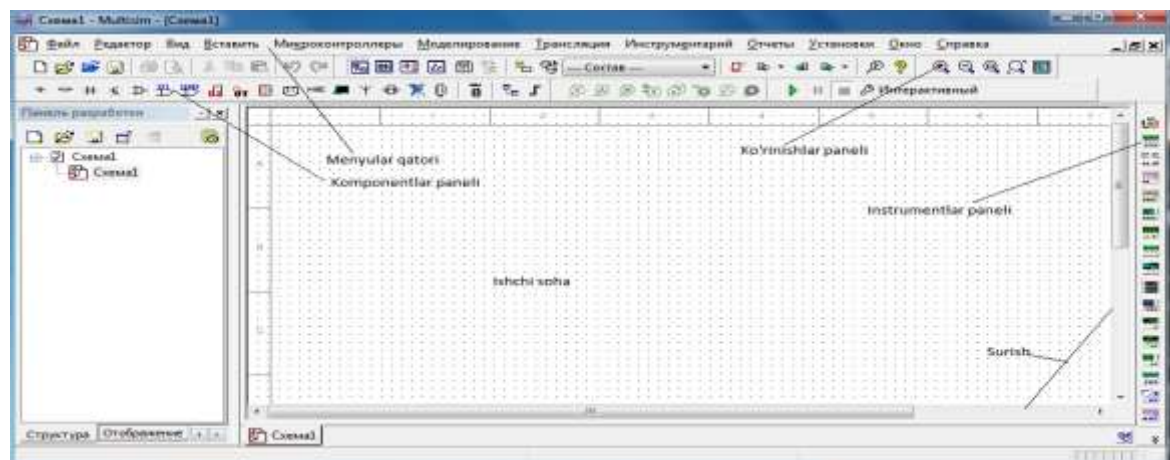 Схема1 - Multisim - [Схема1]
Файл Редактор Вид Вставить Микроконтроллеры Моделирование Трансляция Инструментарий Отчеты Установки Окно Справка
--- Состав ---
Интерактивный
Панель разработки
Схема1
Схема1
Menyular qatori
Komponentlar paneli
Ko'rinishlar paneli
Instrumentlar paneli
Ishchi soha
Surish
Структура Отображение
Схема1